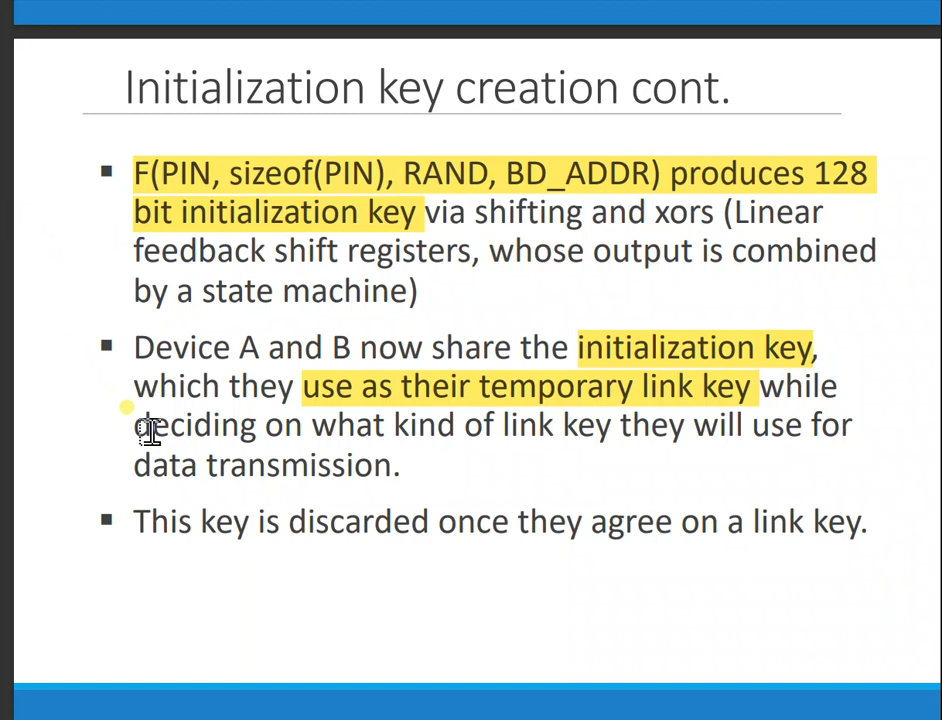 Initialization key creation cont.
▪ F(PIN, sizeof(PIN), RAND, BD_ADDR) produces 128
bit initialization key via shifting and xors (Linear
feedback shift registers, whose output is combined
by a state machine)
▪ Device A and B now share the initialization key,
which they use as their temporary link key while
deciding on what kind of link key they will use for
data transmission.
▪ This key is discarded once they agree on a link key.